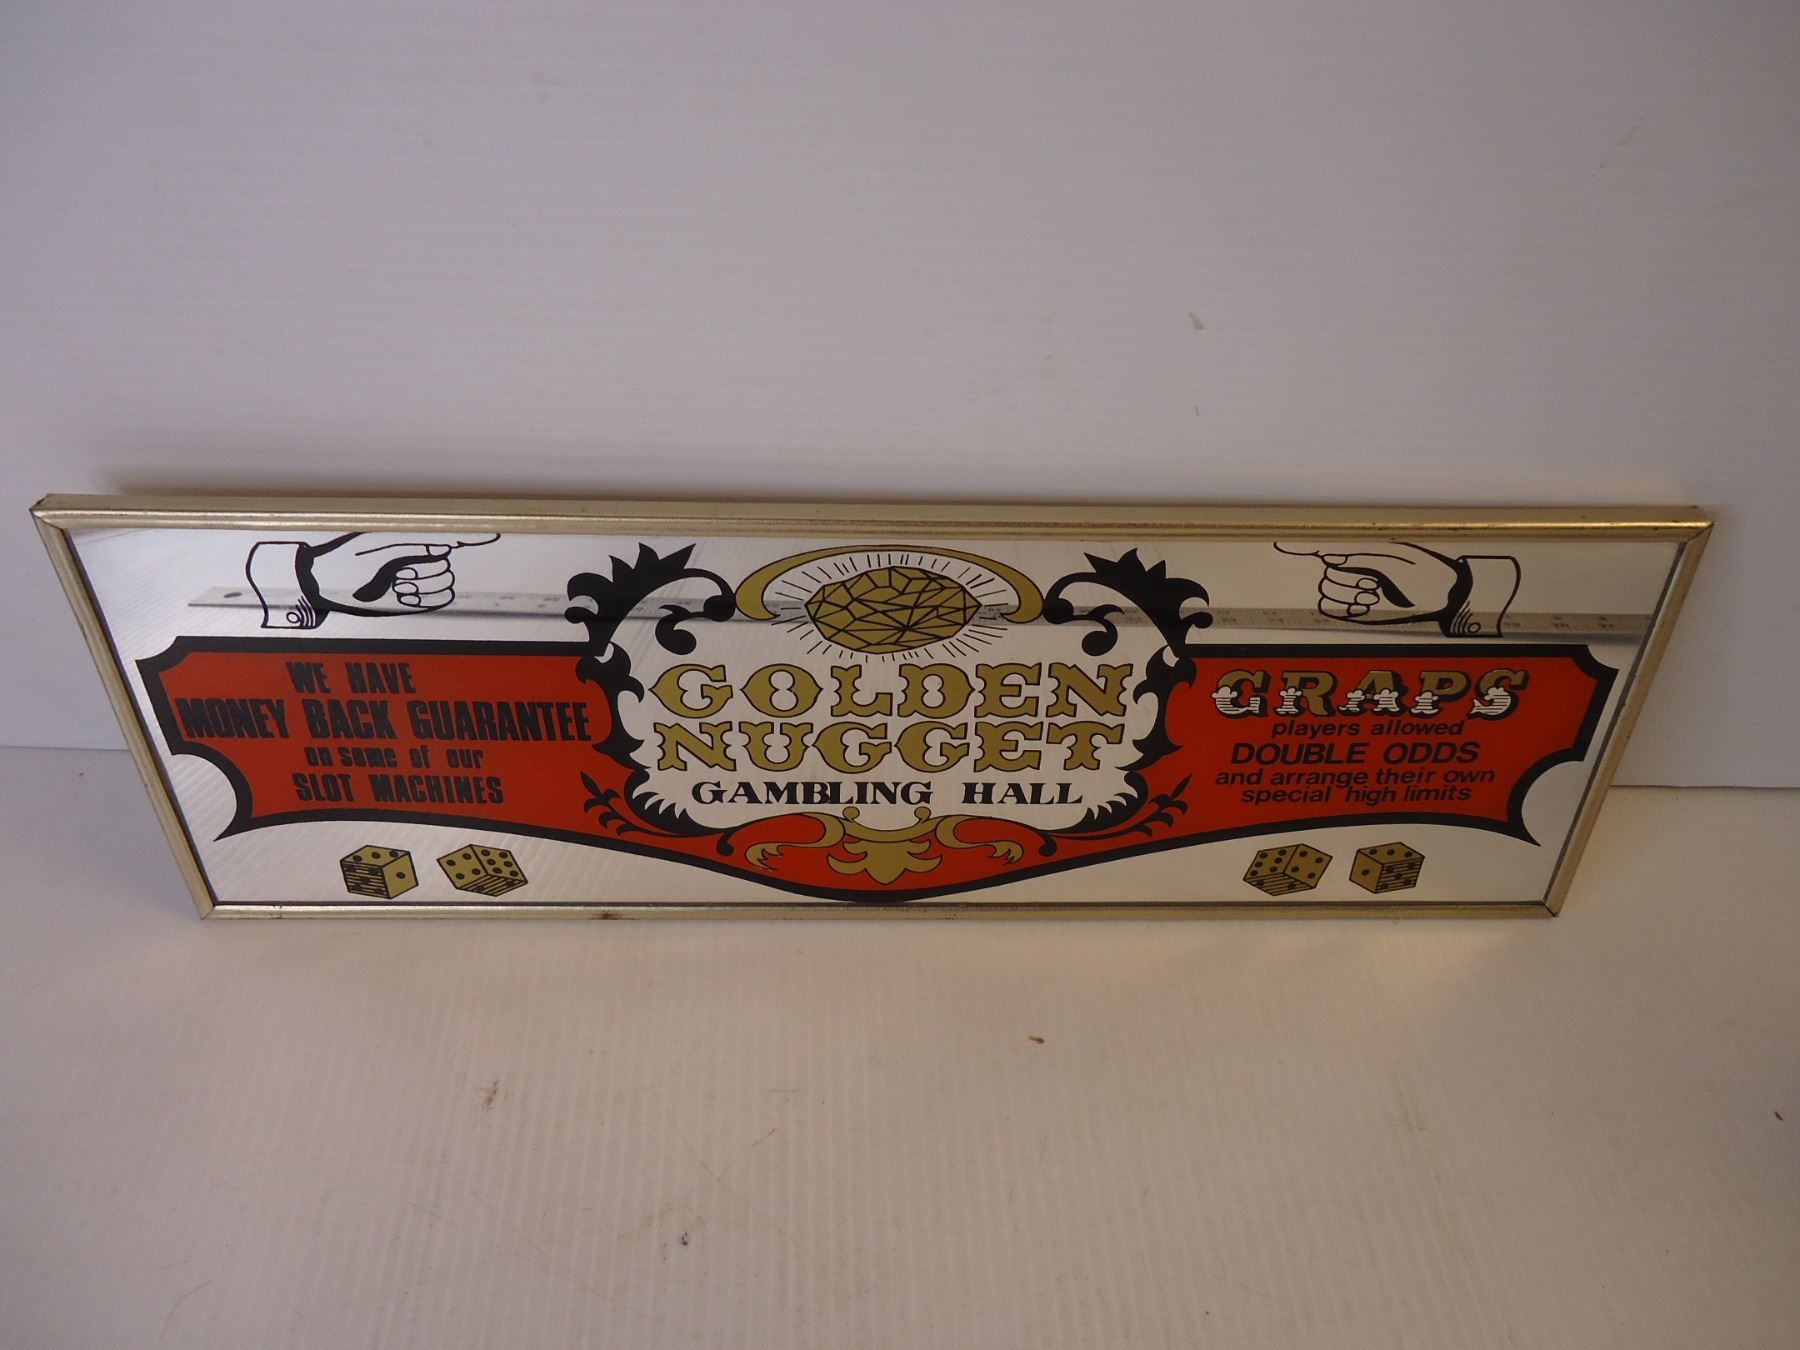 WE HAVE
MONEY BACK GUARANTEE
on some of our
SLOT MACHINES
GOLDEN
NUGGET
GAMBLING HALL
CRAPS
players allowed
DOUBLE ODDS
and arrange their own
special high limits